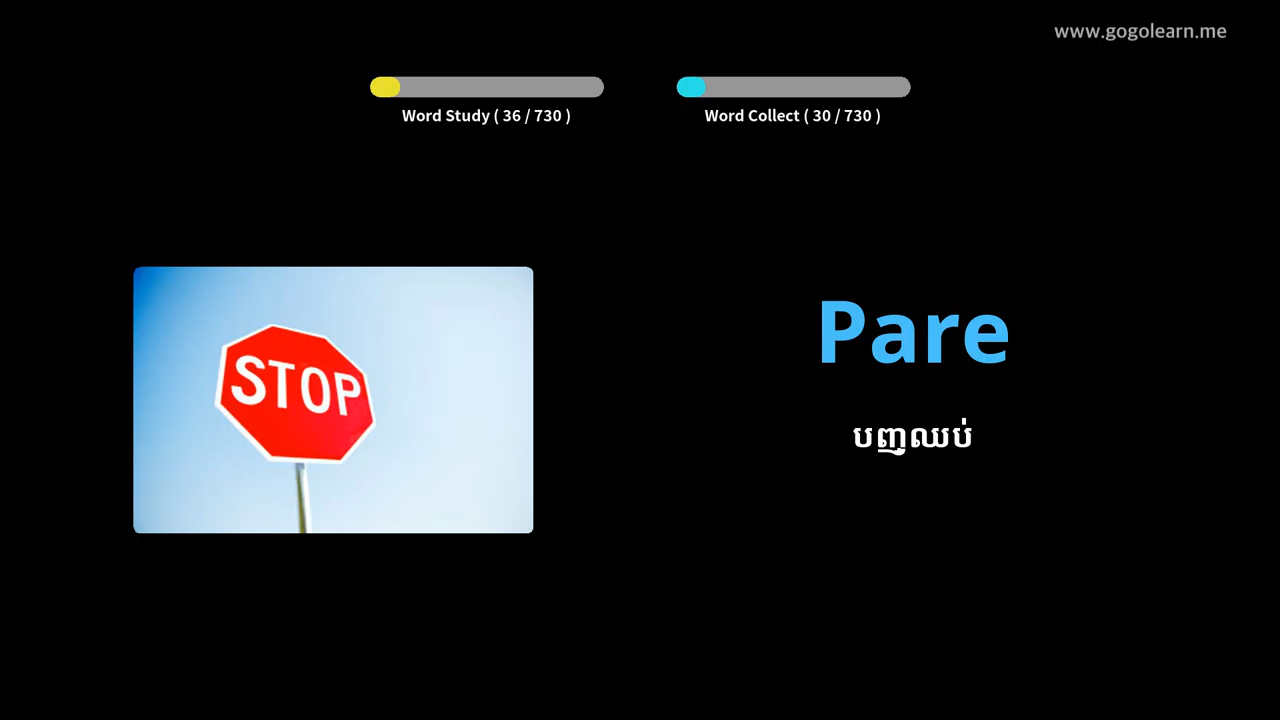 www.gogolearn.me
Word Study ( 36 / 730 )
Word Collect ( 30 / 730 )
STOP
Pare
បញ្ឈប់